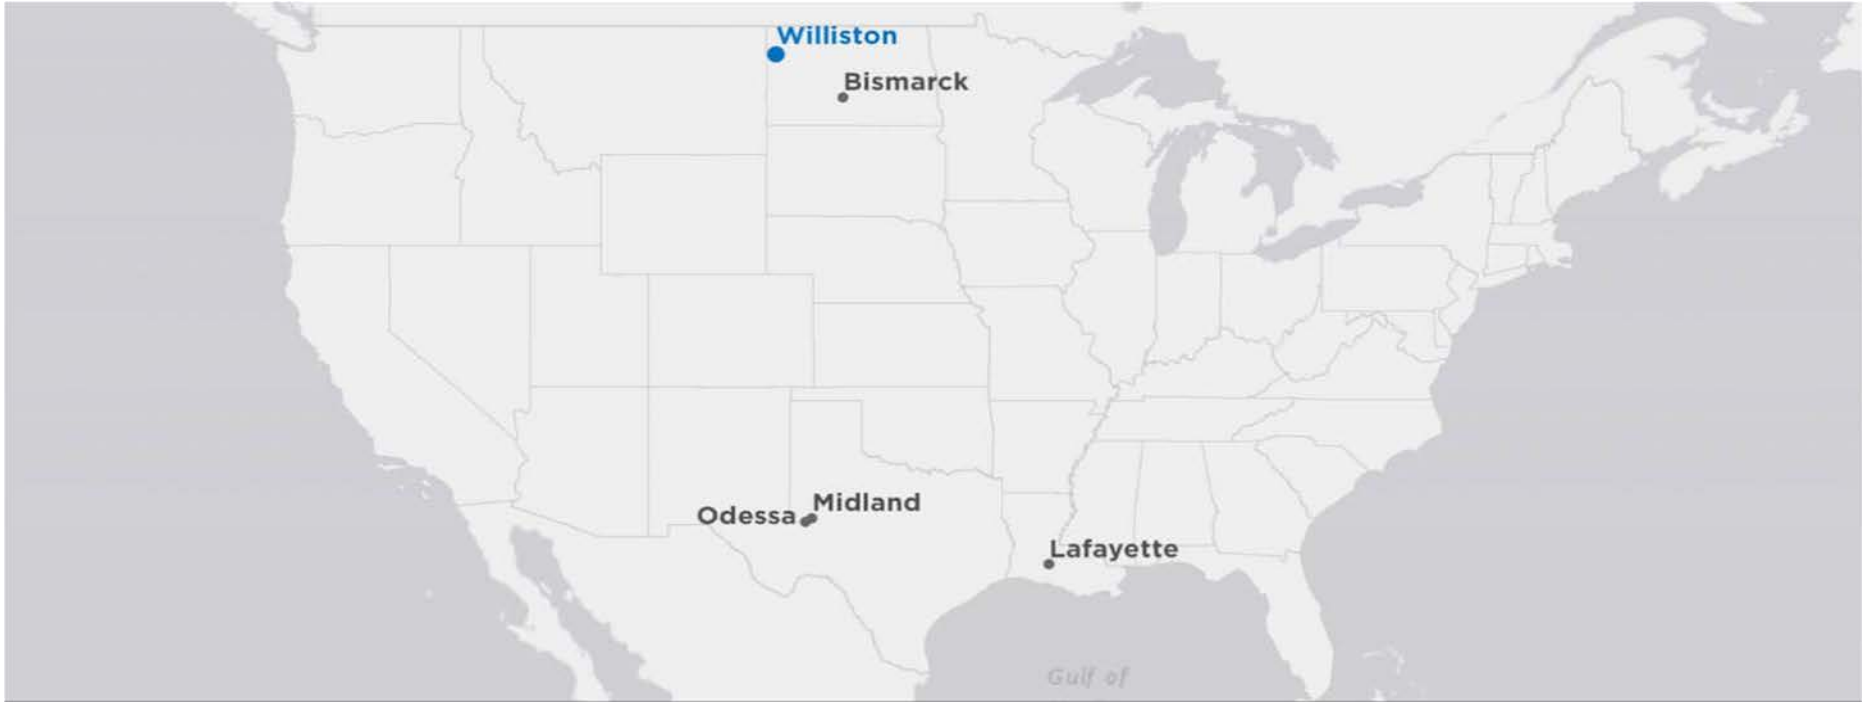 Williston
Bismarck
Midland
Odessa
Lafayette
Gulf of